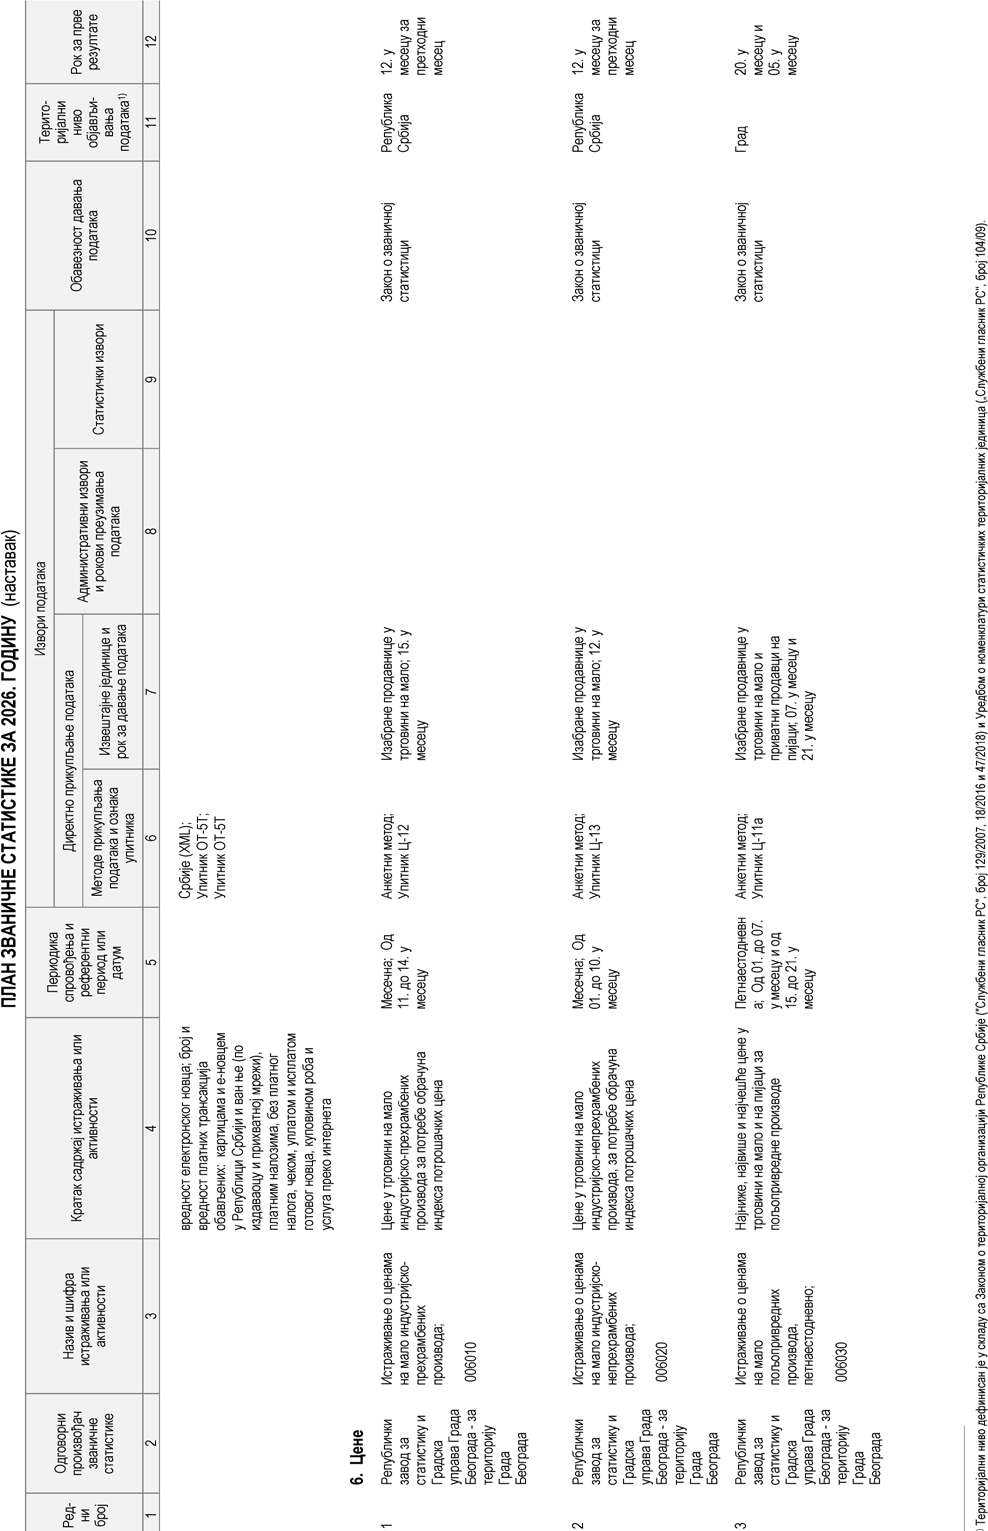 ПЛАН ЗВАНИЧНЕ СТАТИСТИКЕ ЗА 2026. ГОДИНУ (наставак)
Ред-
ни
број
Одговорни
произвођач
званичне
статистике
Назив и шифра
истраживања или
активности
Кратак садржај истраживања или
активности
Периодика
спровођења и
референтни
период или
датум
Извори података
Директно прикупљање података
Методе прикупљања
података и ознака
упитника
Извештајне јединице и
рок за давање података
Административни извори
и рокови преузимања
података
Статистички извори
Обавезност давања
података
Терито-
ријални
ниво
објављи-
вања
података1)
Рок за прве
резултате
1 2 3 4 5 6 7 8 9 10 11 12
вредност електронског новца; број и
вредност платних трансакција
обављених: картицама и е-новцем
у Републици Србији и ван ње (по
издаваоцу и прихватној мрежи),
платним налозима, без платног
налога, чеком, уплатом и исплатом
готовог новца, куповином роба и
услуга преко интернета
Србије (XML);
Упитник ОТ-5Т;
Упитник ОТ-5Т
6. Цене
1
Републички
завод за
статистику и
Градска
управа Града
Београда - за
територију
Града
Београда
Истраживање о ценама
на мало индустријско-
прехрамбених
производа;
006010
Цене у трговини на мало
индустријско-прехрамбених
производа за потребе обрачуна
индекса потрошачких цена
Месечна; Од
11. до 14. у
месецу
Анкетни метод;
Упитник Ц-12
Изабране продавнице у
трговини на мало; 15. у
месецу
Закон о званичној
статистици
Република
Србија
12. у
месецу за
претходни
месец
2
Републички
завод за
статистику и
Градска
управа Града
Београда - за
територију
Града
Београда
Истраживање о ценама
на мало индустријско-
непрехрамбених
производа;
006020
Цене у трговини на мало
индустријско-непрехрамбених
производа, за потребе обрачуна
индекса потрошачких цена
Месечна; Од
01. до 10. у
месецу
Анкетни метод;
Упитник Ц-13
Изабране продавнице у
трговини на мало; 12. у
месецу
Закон о званичној
статистици
Република
Србија
12. у
месецу за
претходни
месец
3
Републички
завод за
статистику и
Градска
управа Града
Београда - за
територију
Града
Београда
Истраживање о ценама
на мало
пољопривредних
производа,
петнаестодневно;
006030
Најниже, највише и најчешће цене у
трговини на мало и на пијаци за
пољопривредне производе
Петнаестодневн
а; Од 01. до 07.
у месецу и од
15. до 21. у
месецу
Анкетни метод;
Упитник Ц-11а
Изабране продавнице у
трговини на мало и
приватни продавци на
пијаци; 07. у месецу и
21. у месецу
Закон о званичној
статистици
Град
20. у
месецу и
05. у
месецу
) Територијални ниво дефинисан је у складу са Законом о територијалној организацији Републике Србије ("Службени гласник РС", број 129/2007, 18/2016 и 47/2018) и Уредбом о номенклатури статистичких територијалних јединица („Службени гласник РС", број 104/09).